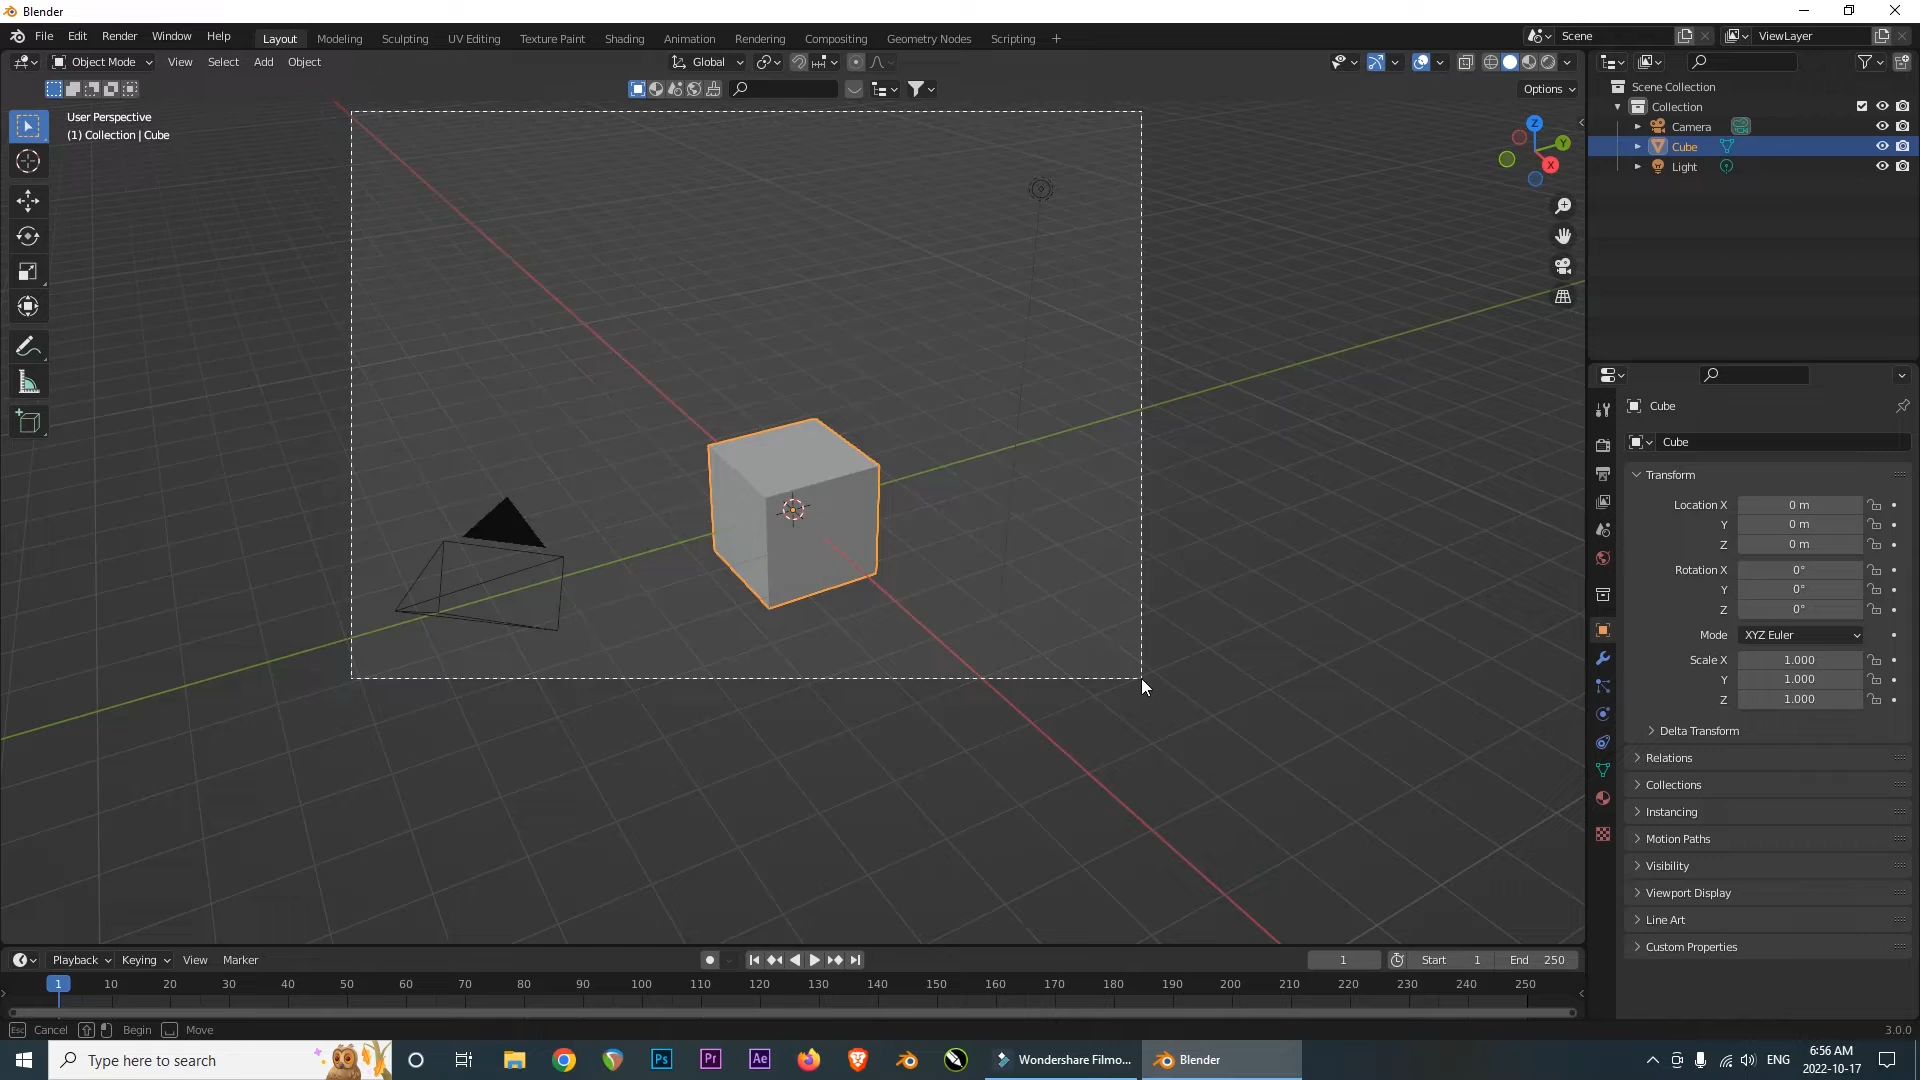 Blender
File Edit Render Window Help Layout Modeling Sculpting UV Editing Texture Paint Shading Animation Rendering Compositing Geometry Nodes Scripting + Scene ViewLayer
Object Mode View Select Add Object Global
Options
User Perspective
(1) Collection | Cube
Z
Y
X
Scene Collection
Collection
Camera
Cube
Light
Cube
Cube
Transform
Location X 0 m
Y 0 m
Z 0 m
Rotation X 0°
Y 0°
Z 0°
Mode XYZ Euler
Scale X 1.000
Y 1.000
Z 1.000
Delta Transform
Relations
Collections
Instancing
Motion Paths
Visibility
Viewport Display
Line Art
Custom Properties
Playback Keying View Marker 1 Start 1 End 250
1 10 20 30 40 50 60 70 80 90 100 110 120 130 140 150 160 170 180 190 200 210 220 230 240 250
Esc Cancel Begin Move 3.0.0
Type here to search Ps Pr Ae Wondershare Filmo... Blender ENG 6:56 AM
2022-10-17